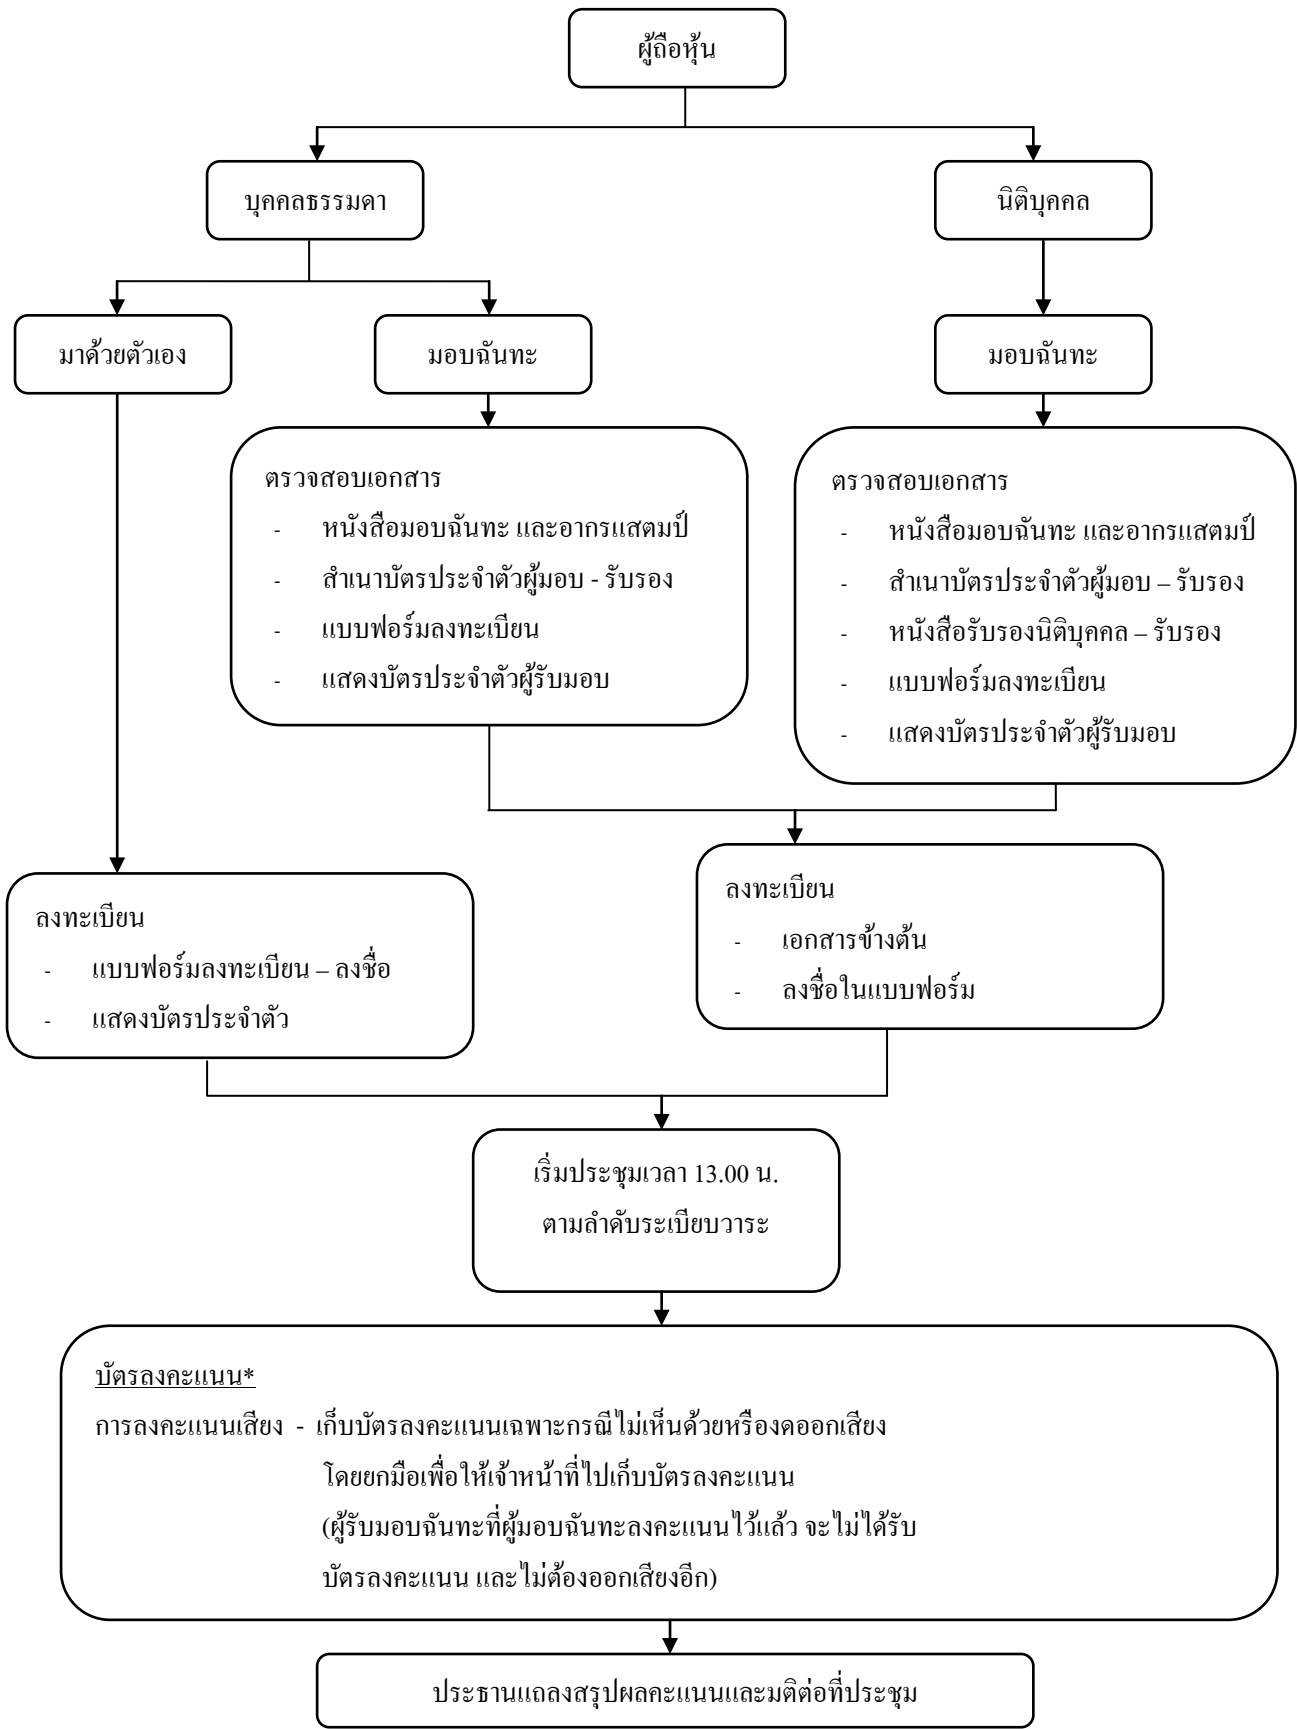 ผู้ถือหุ้น
บุคคลธรรมดา
นิติบุคคล
มาด้วยตัวเอง
มอบฉันทะ
มอบฉันทะ
ตรวจสอบเอกสาร
- หนังสือมอบฉันทะ และอากรแสตมป์
- สำเนาบัตรประจำตัวผู้มอบ - รับรอง
- แบบฟอร์มลงทะเบียน
- แสดงบัตรประจำตัวผู้รับมอบ
ตรวจสอบเอกสาร
- หนังสือมอบฉันทะ และอากรแสตมป์
- สำเนาบัตรประจำตัวผู้มอบ – รับรอง
- หนังสือรับรองนิติบุคคล – รับรอง
- แบบฟอร์มลงทะเบียน
- แสดงบัตรประจำตัวผู้รับมอบ
ลงทะเบียน
- แบบฟอร์มลงทะเบียน – ลงชื่อ
- แสดงบัตรประจำตัว
ลงทะเบียน
- เอกสารข้างต้น
- ลงชื่อในแบบฟอร์ม
เริ่มประชุมเวลา 13.00 น.
ตามลำดับระเบียบวาระ
บัตรลงคะแนน*
การลงคะแนนเสียง - เก็บบัตรลงคะแนนเฉพาะกรณีไม่เห็นด้วยหรืองดออกเสียง
โดยยกมือเพื่อให้เจ้าหน้าที่ไปเก็บบัตรลงคะแนน
(ผู้รับมอบฉันทะที่ผู้มอบฉันทะลงคะแนนไว้แล้ว จะไม่ได้รับ
บัตรลงคะแนน และไม่ต้องออกเสียงอีก)
ประธานแถลงสรุปผลคะแนนและมติต่อที่ประชุม